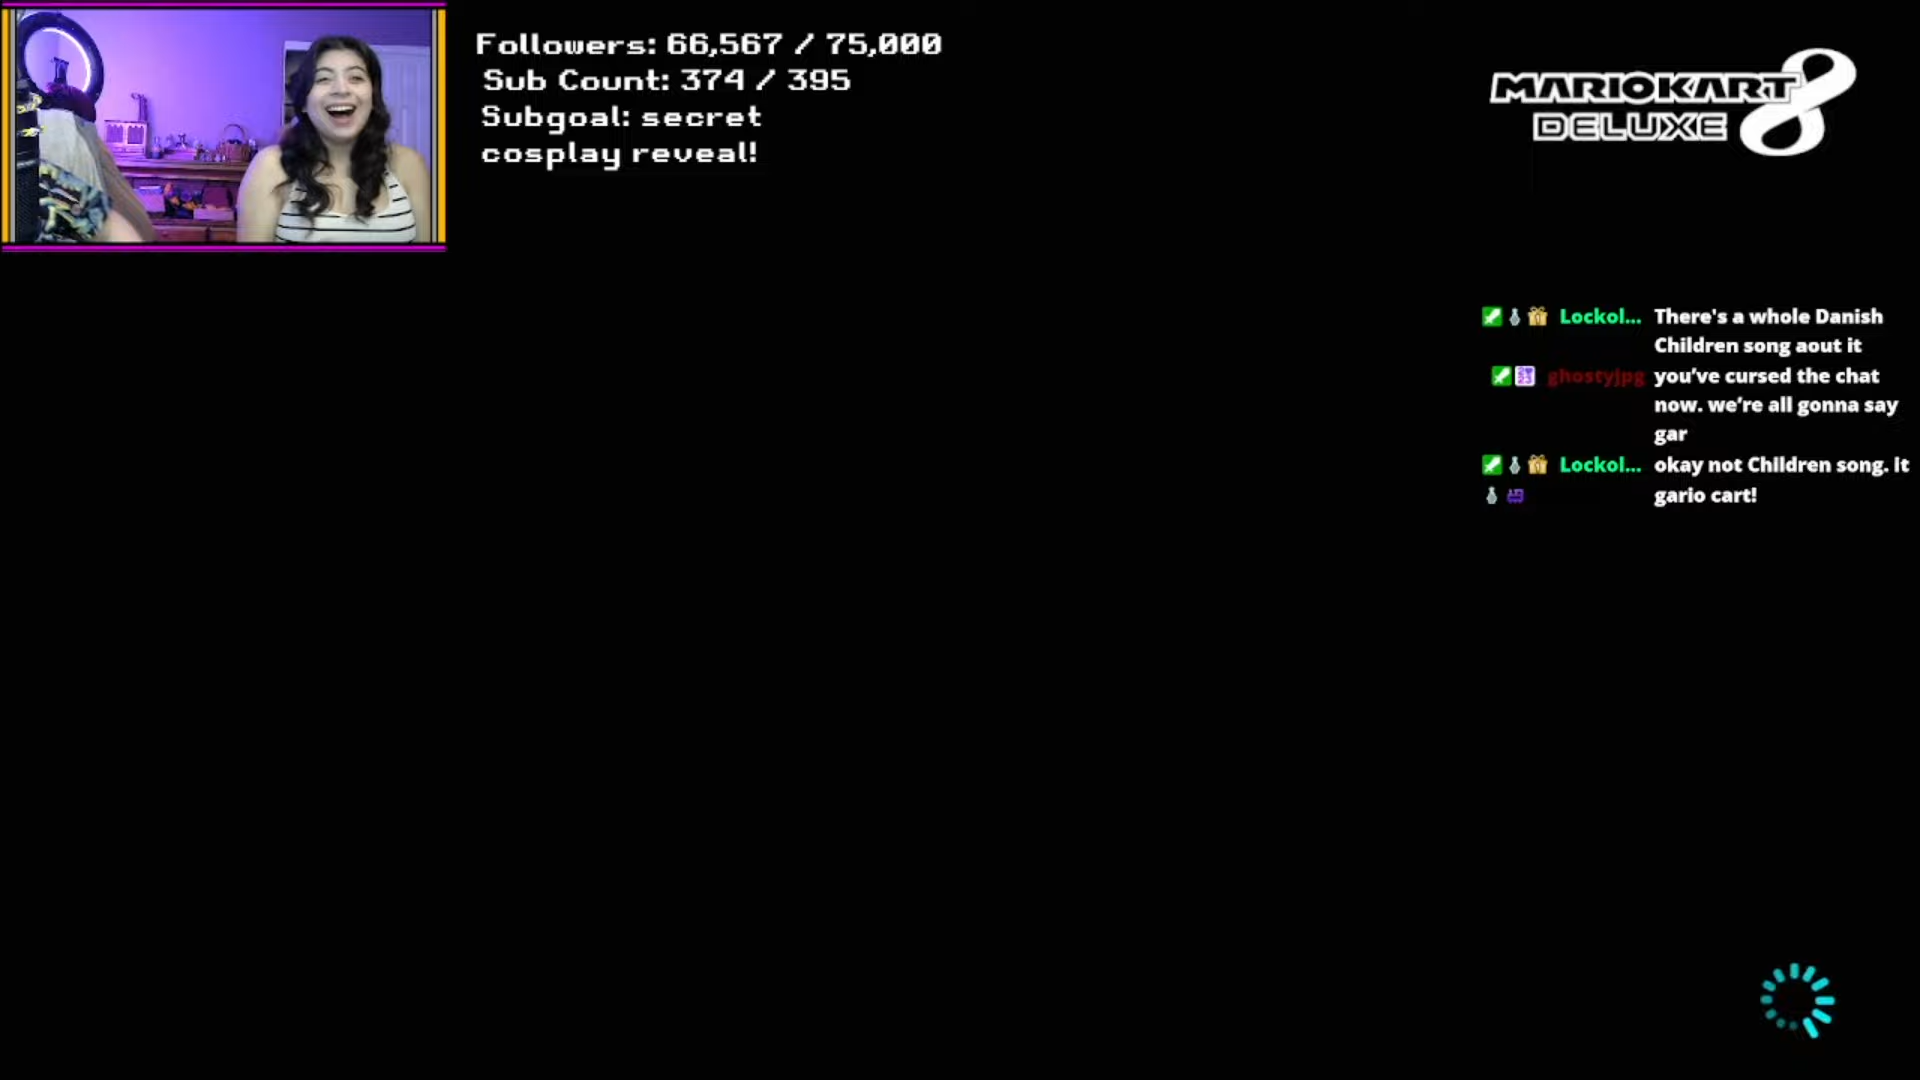 Followers: 66,567 / 75,000
Sub Count: 374 / 395
Subgoal: secret
cosplay reveal!
MARIOKART 8
DELUXE
Lockol... There's a whole Danish
Children song aout it
ghostyjpg you've cursed the chat
now. we're all gonna say
gar
Lockol... okay not Children song. it
gario cart!